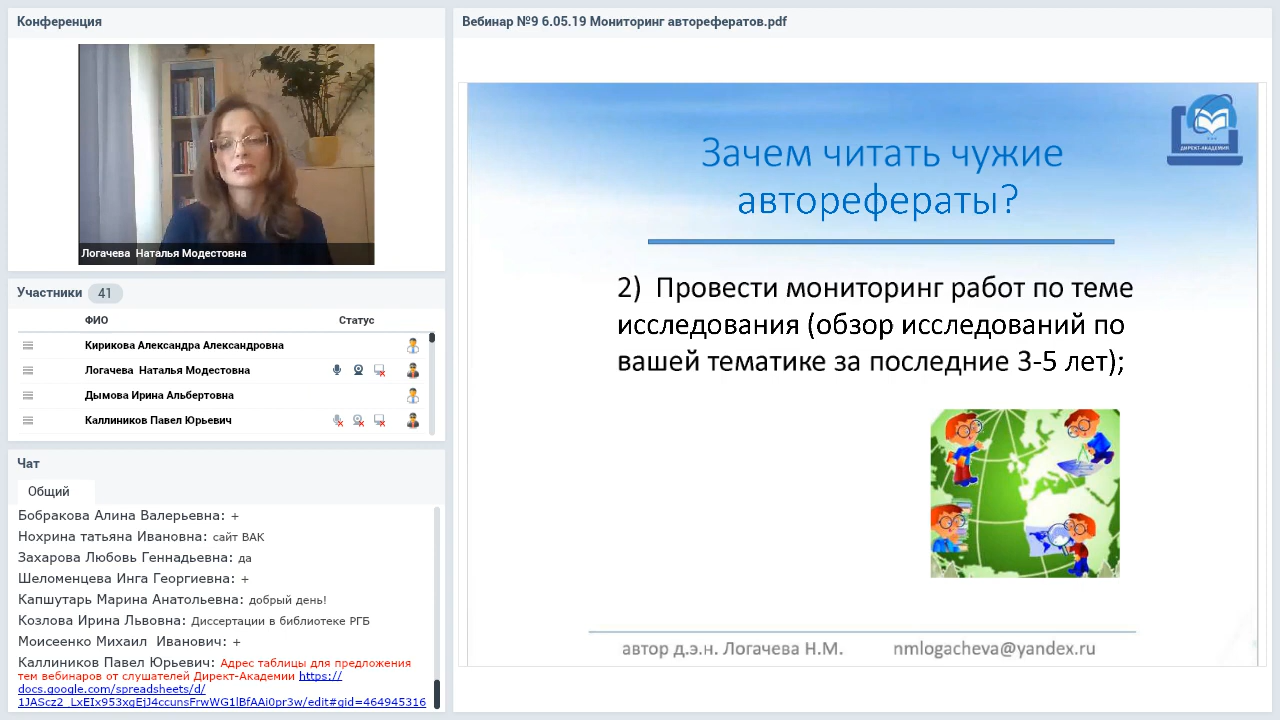 Конференция
Логачева  Наталья Модестовна
Участники 41
ФИО Статус
Кирикова Александра Александровна
Логачева  Наталья Модестовна
Дымова Ирина Альбертовна
Каллиников Павел Юрьевич
Чат
Общий
Бобракова Алина Валерьевна: +
Нохрина татьяна Ивановна: сайт ВАК
Захарова Любовь Геннадьевна: да
Шеломенцева Инга Георгиевна: +
Капшутарь Марина Анатольевна: добрый день!
Козлова Ирина Львовна: Диссертации в библиотеке РГБ
Моисеенко Михаил  Иванович: +
Каллиников Павел Юрьевич: Адрес таблицы для предложения
тем вебинаров от слушателей Директ-Академии https://
docs.google.com/spreadsheets/d/
1JAScz2_LxEIx953xgEjJ4ccunsFrwWG1lBfAAi0pr3w/edit#gid=464945316
Вебинар №9 6.05.19 Мониторинг авторефератов.pdf
ДИРЕКТ-АКАДЕМИЯ
Зачем читать чужие
авторефераты?
2)  Провести мониторинг работ по теме
исследования (обзор исследований по
вашей тематике за последние 3-5 лет);
автор д.э.н. Логачева Н.М. nmlogacheva@yandex.ru